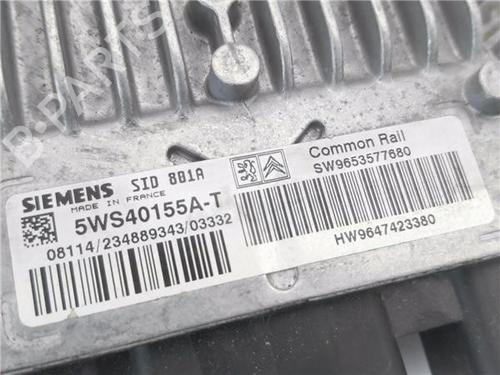 B-PARTS
SIEMENS SID 801A
MADE IN FRANCE
5WS40155A-T
08114/234889343/03332
Common Rail
SW9653577680
HW9647423380